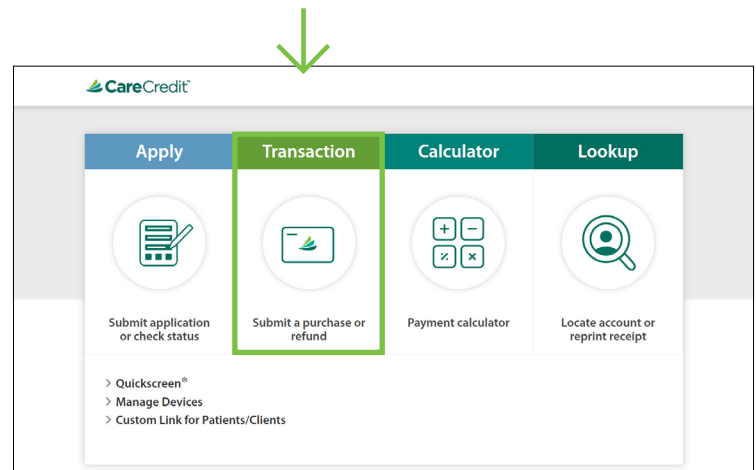 CareCredit
Apply
Transaction
Calculator
Lookup
Submit application
or check status
Submit a purchase or
refund
Payment calculator
Locate account or
reprint receipt
> Quickscreen®
> Manage Devices
> Custom Link for Patients/Clients